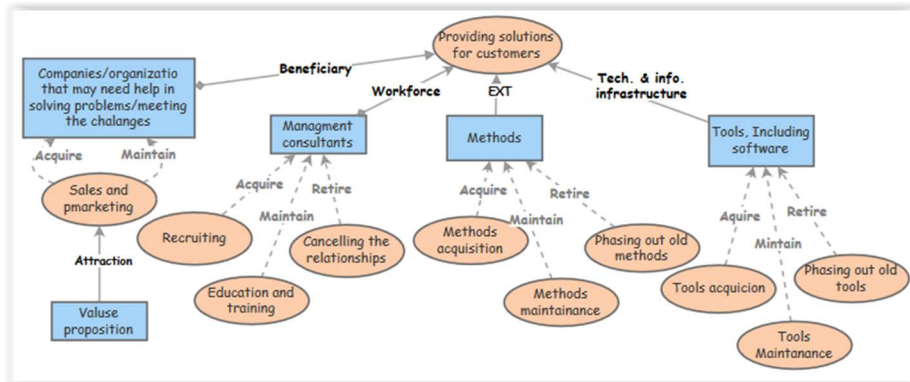 Providing solutions
for customers
Companies/organizatio
that may need help in
solving problems/meeting
the chalanges
Beneficiary
Workforce
EXT
Tech. & info.
infrastructure
Managment
consultants
Methods
Tools, Including
software
Acquire
Maintain
Sales and
pmarketing
Acquire
Maintain
Retire
Acquire
Maintain
Retire
Aquire
Mintain
Retire
Recruiting
Cancelling the
relationships
Education and
training
Methods
acquisition
Phasing out old
methods
Methods
maintainance
Tools acquicion
Phasing out old
tools
Tools
Maintanance
Attraction
Valuse
proposition